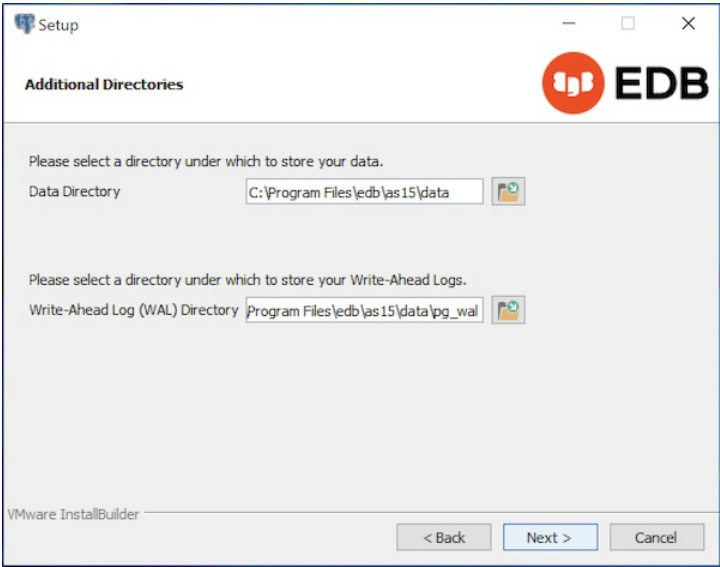 Setup
Additional Directories
EDB
Please select a directory under which to store your data.
Data Directory C:\Program Files\edb\as15\data
Please select a directory under which to store your Write-Ahead Logs.
Write-Ahead Log (WAL) Directory Program Files\edb\as15\data\pg_wal
VMware InstallBuilder
< Back Next > Cancel